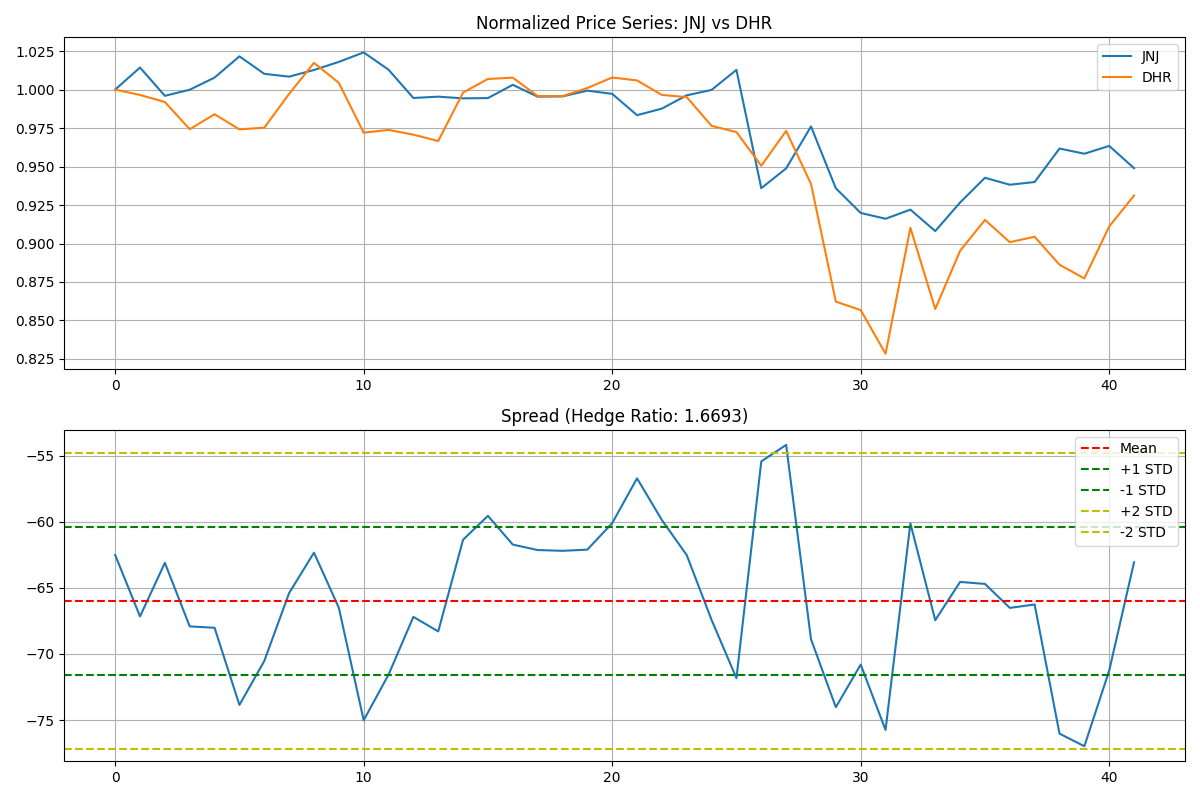 Normalized Price Series: JNJ vs DHR
1.025
1.000
0.975
0.950
0.925
0.900
0.875
0.850
0.825
JNJ
DHR
0 10 20 30 40
Spread (Hedge Ratio: 1.6693)
−55
−60
−65
−70
−75
Mean
+1 STD
-1 STD
+2 STD
-2 STD
0 10 20 30 40